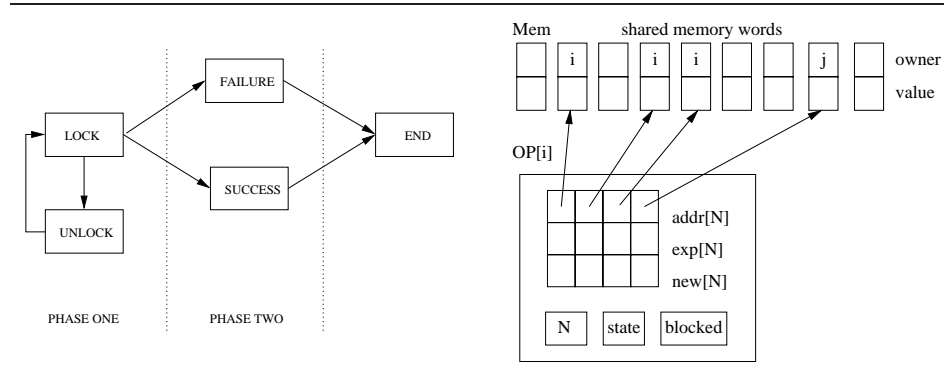 FAILURE
LOCK
END
SUCCESS
UNLOCK
PHASE ONE
PHASE TWO
Mem
shared memory words
i
i
i
j
owner
value
OP[i]
addr[N]
exp[N]
new[N]
N
state
blocked